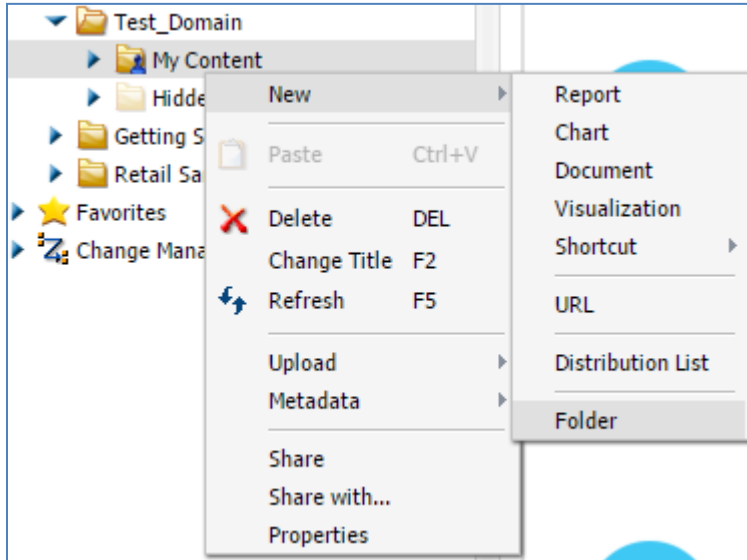 Test_Domain
My Content
Hidde
Getting S
Retail Sa
Favorites
Change Mana
New
Paste Ctrl+V
Delete DEL
Change Title F2
Refresh F5
Upload
Metadata
Share
Share with...
Properties
Report
Chart
Document
Visualization
Shortcut
URL
Distribution List
Folder